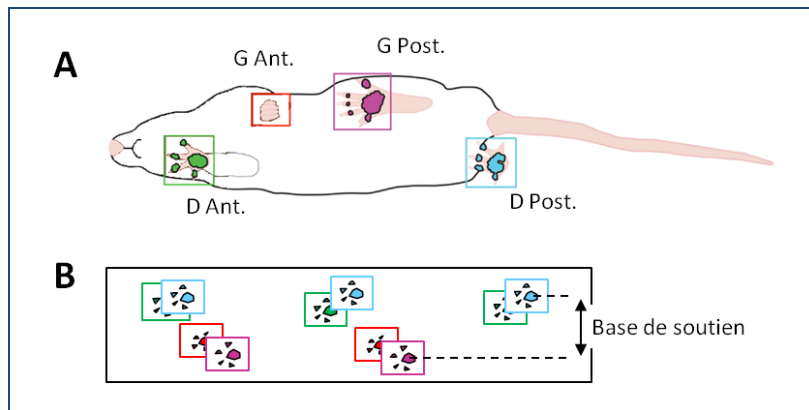 A
G Ant.
G Post.
D Ant.
D Post.
B
Base de soutien